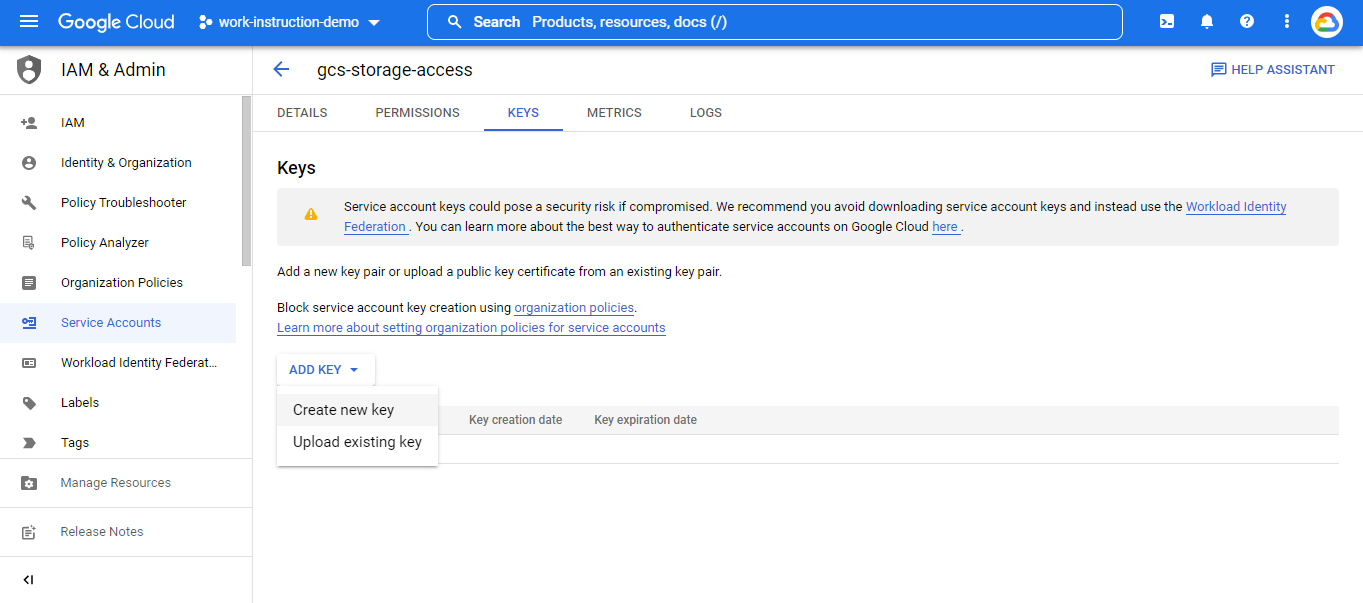 Google Cloud work-instruction-demo Search Products, resources, docs (/)
IAM & Admin
gcs-storage-access
HELP ASSISTANT
DETAILS PERMISSIONS KEYS METRICS LOGS
IAM
Identity & Organization
Policy Troubleshooter
Policy Analyzer
Organization Policies
Service Accounts
Workload Identity Federat...
Labels
Tags
Manage Resources
Release Notes
Keys
Service account keys could pose a security risk if compromised. We recommend you avoid downloading service account keys and instead use the Workload Identity
Federation . You can learn more about the best way to authenticate service accounts on Google Cloud here .
Add a new key pair or upload a public key certificate from an existing key pair.
Block service account key creation using organization policies.
Learn more about setting organization policies for service accounts
ADD KEY
Create new key
Upload existing key
Key creation date Key expiration date